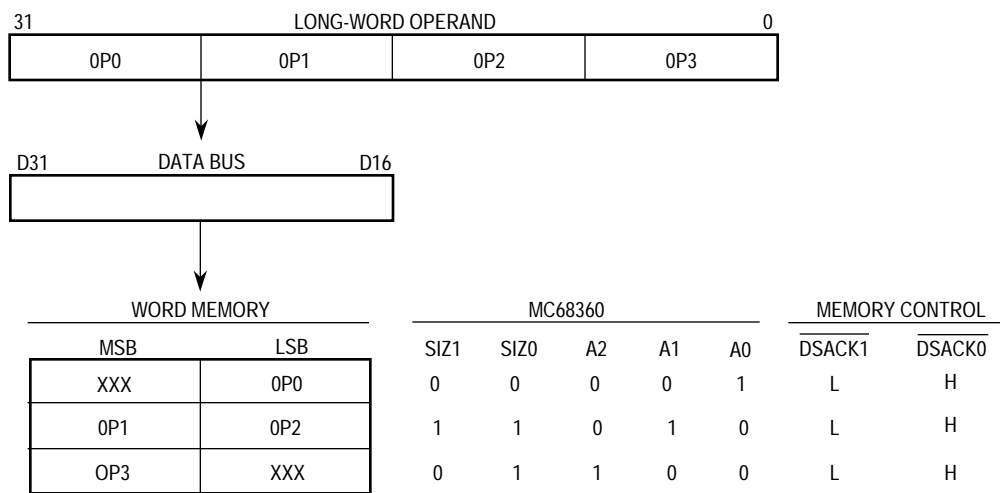 31 LONG-WORD OPERAND 0
0P0 0P1 0P2 0P3
D31 DATA BUS D16
WORD MEMORY MC68360 MEMORY CONTROL
MSB LSB SIZ1 SIZ0 A2 A1 A0 DSACK1 DSACK0
XXX 0P0 0 0 0 0 1 L H
0P1 0P2 1 1 0 1 0 L H
OP3 XXX 0 1 1 0 0 L H